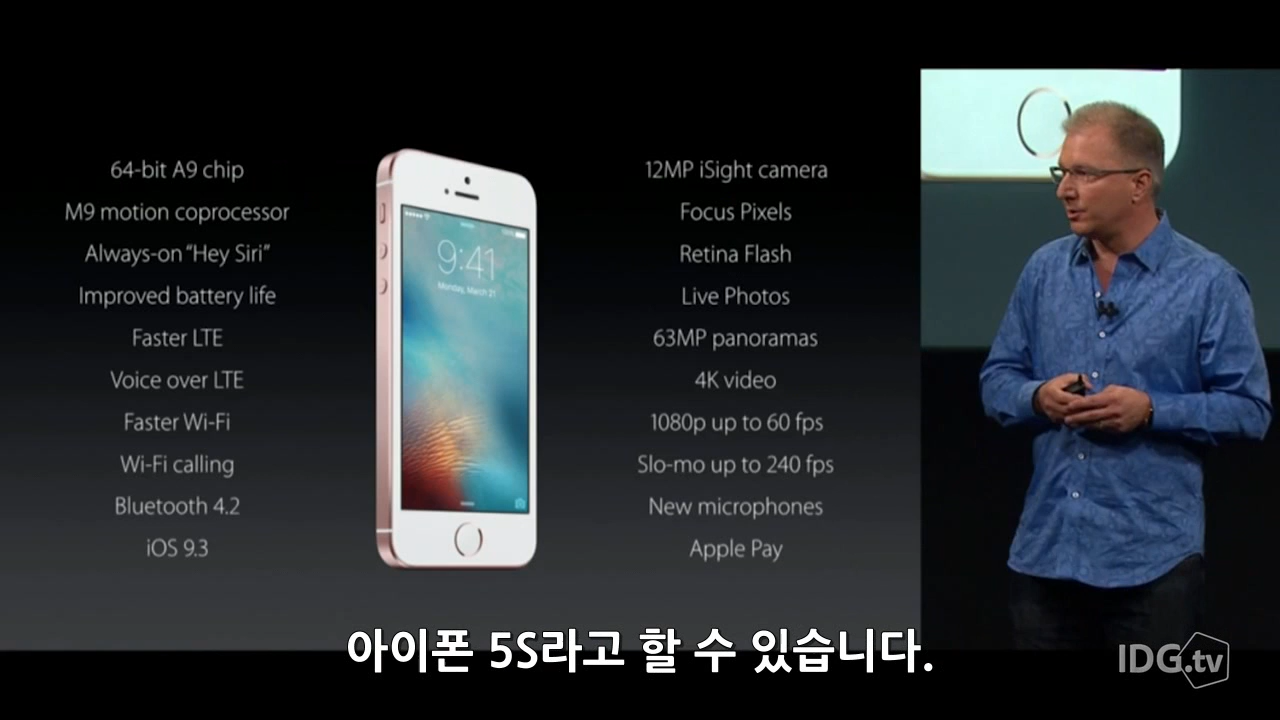 64-bit A9 chip
M9 motion coprocessor
Always-on “Hey Siri”
Improved battery life
Faster LTE
Voice over LTE
Faster Wi-Fi
Wi-Fi calling
Bluetooth 4.2
iOS 9.3
9:41
Monday, March 21
12MP iSight camera
Focus Pixels
Retina Flash
Live Photos
63MP panoramas
4K video
1080p up to 60 fps
Slo-mo up to 240 fps
New microphones
Apple Pay
아이폰 5S라고 할 수 있습니다.
IDG.tv